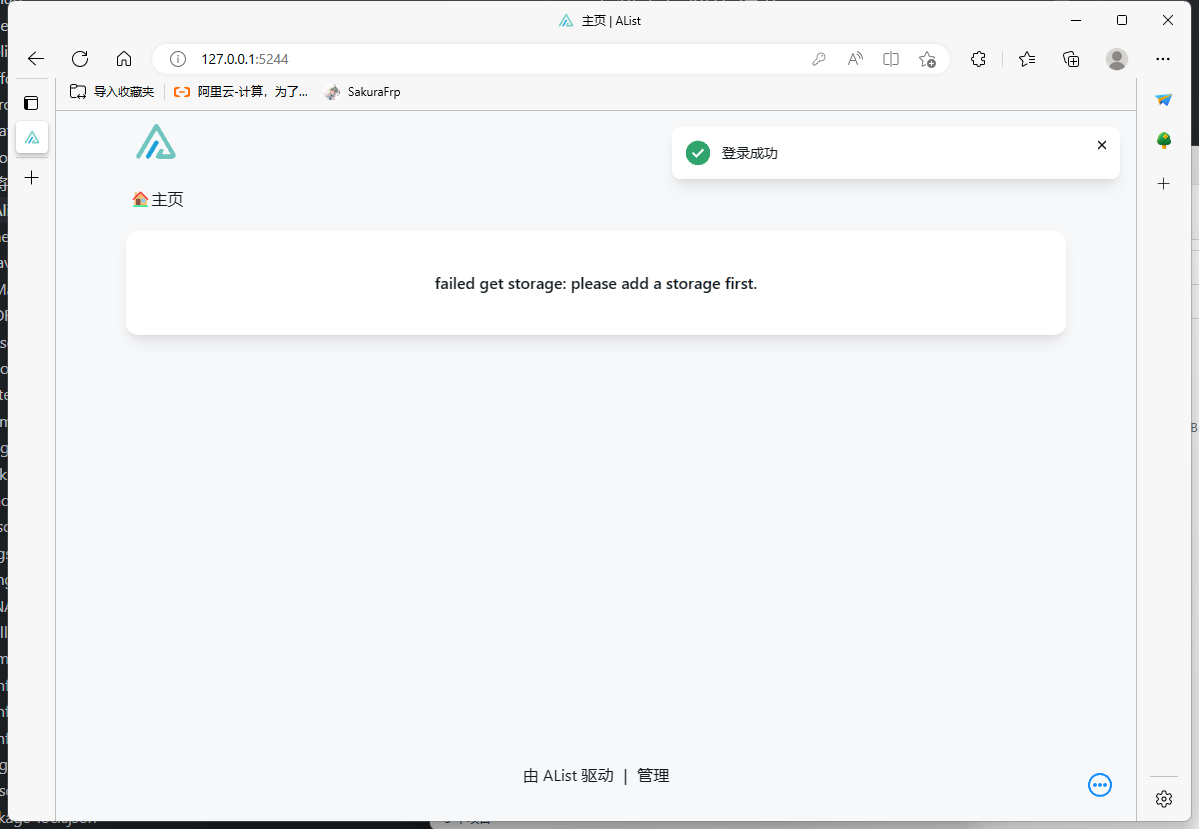 主页 | AList
127.0.0.1:5244
导入收藏夹
阿里云-计算，为了...
SakuraFrp
登录成功
主页
failed get storage: please add a storage first.
由 AList 驱动 | 管理